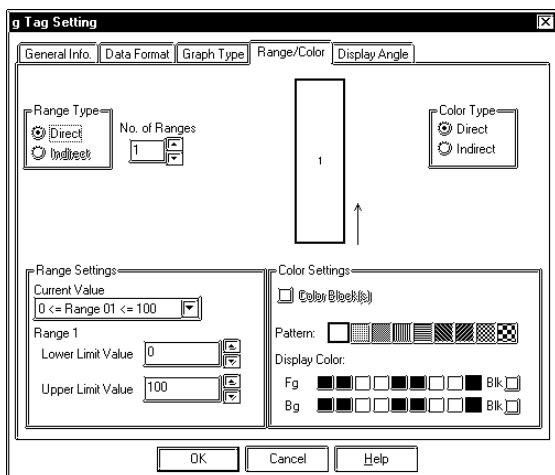 g Tag Setting
General Info. Data Format Graph Type Range/Color Display Angle
Range Type
Direct
Indirect
No. of Ranges
1
1
Color Type
Direct
Indirect
Range Settings
Current Value
0 <= Range 01 <= 100
Range 1
Lower Limit Value 0
Upper Limit Value 100
Color Settings
Color Block(s)
Pattern:
Display Color:
Fg Blk
Bg Blk
OK Cancel Help